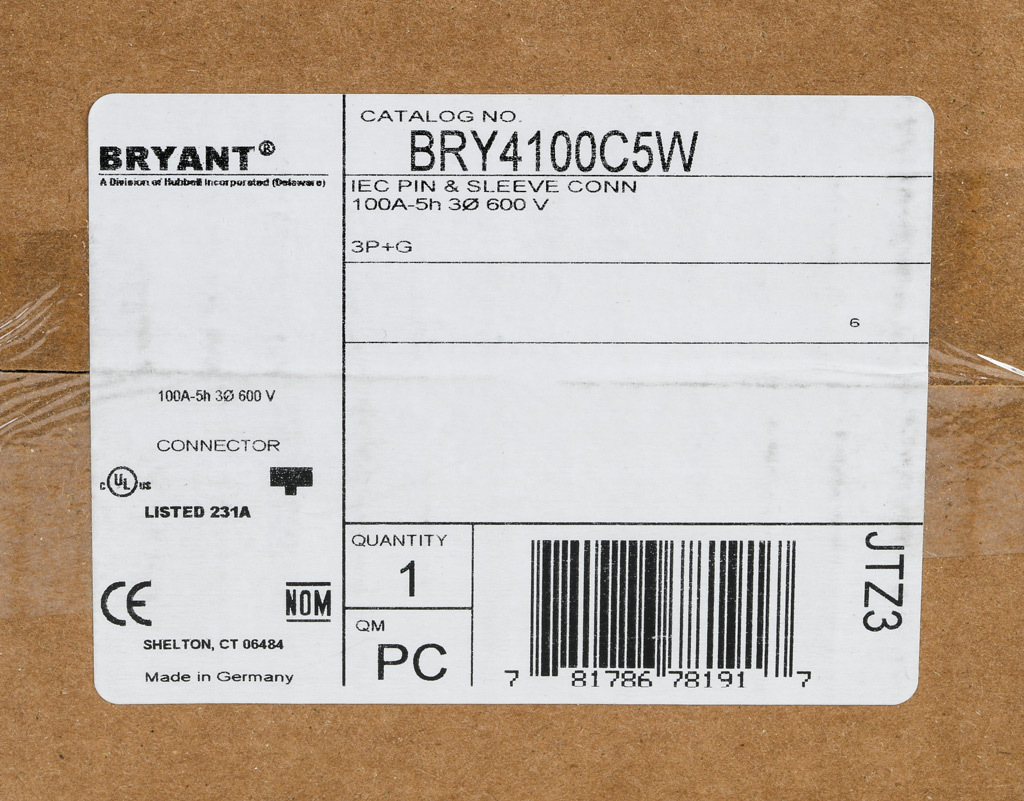 BRYANT®
A Division of Hubbell Incorporated (Delaware)
100A-5h 3Ø 600 V
CONNECTOR
c UL us
LISTED 231A
CE
NOM
SHELTON, CT 06484
Made in Germany
CATALOG NO.
BRY4100C5W
IEC PIN & SLEEVE CONN
100A-5h 3Ø 600 V
3P+G
6
QUANTITY
1
QM
PC
7 81786 78191 7
JTZ3